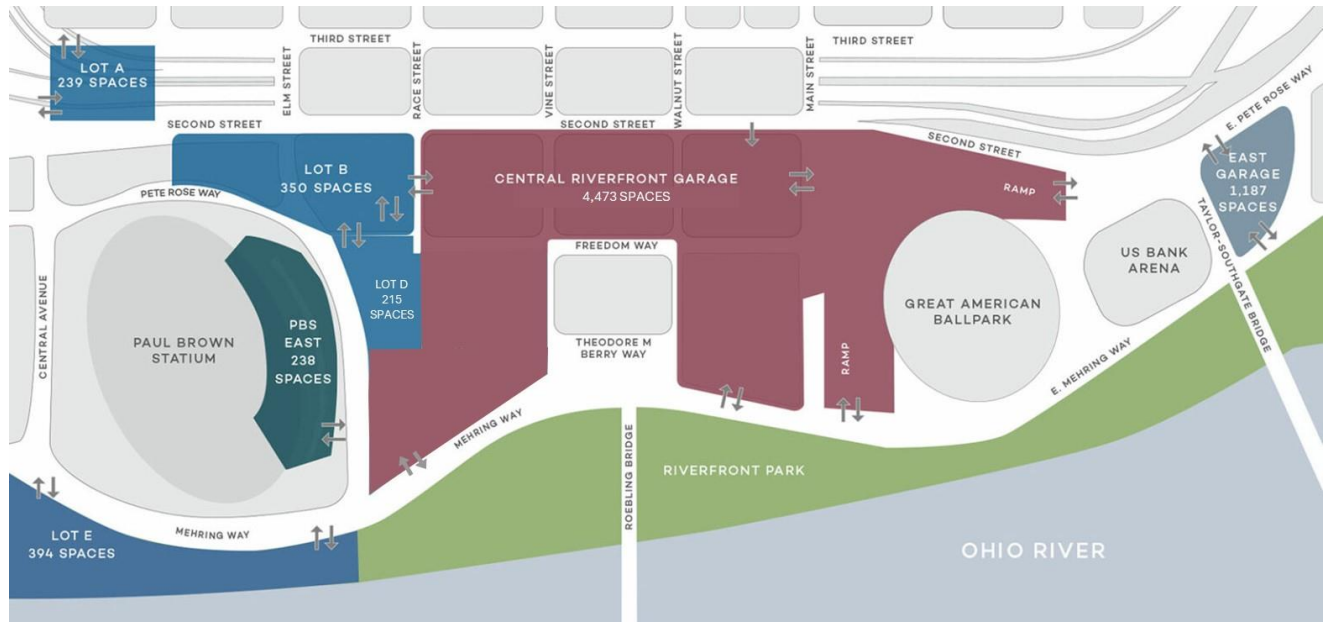 THIRD STREET
THIRD STREET
LOT A
239 SPACES
ELM STREET
RACE STREET
VINE STREET
WALNUT STREET
MAIN STREET
E. PETE ROSE WAY
SECOND STREET
SECOND STREET
SECOND STREET
LOT B
350 SPACES
CENTRAL RIVERFRONT GARAGE
4,473 SPACES
RAMP
EAST
GARAGE
1,187
SPACES
PETE ROSE WAY
TAYLOR-SOUTHGATE BRIDGE
FREEDOM WAY
US BANK
ARENA
LOT D
215
SPACES
CENTRAL AVENUE
PAUL BROWN
STATIUM
PBS
EAST
238
SPACES
GREAT AMERICAN
BALLPARK
THEODORE M
BERRY WAY
RAMP
E. MEHRING WAY
MEHRING WAY
ROEBLING BRIDGE
RIVERFRONT PARK
LOT E
394 SPACES
MEHRING WAY
OHIO RIVER